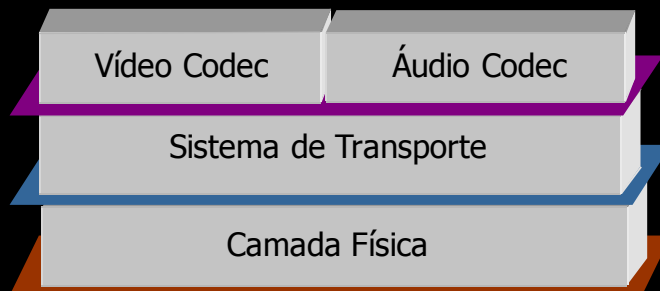 Vídeo Codec
Áudio Codec
Sistema de Transporte
Camada Física